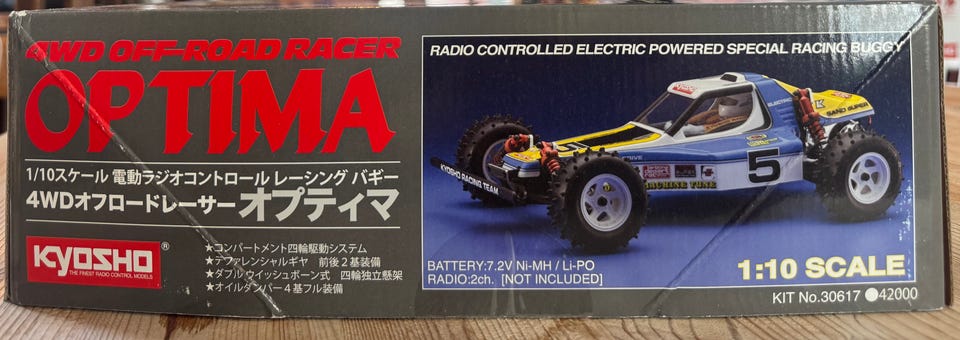 4WD OFF-ROAD RACER
OPTIMA
1/10スケール 電動ラジオコントロール レーシング バギー
4WDオフロードレーサー オプティマ
KYOSHO®
THE FINEST RADIO CONTROL MODELS
★コンパートメント四輪駆動システム
★デファレンシャルギヤ 前後2基装備
★ダブルウイッシュボーン式 四輪独立懸架
★オイルダンパー4基フル装備
RADIO CONTROLLED ELECTRIC POWERED SPECIAL RACING BUGGY
KYOSHO
ELECTRIC
SAND SUPER
KYOSHO RACING TEAM
5
MACHINE TUNE
BATTERY:7.2V Ni-MH / Li-PO
RADIO:2ch. [NOT INCLUDED]
1:10 SCALE
KIT No.30617 ●42000